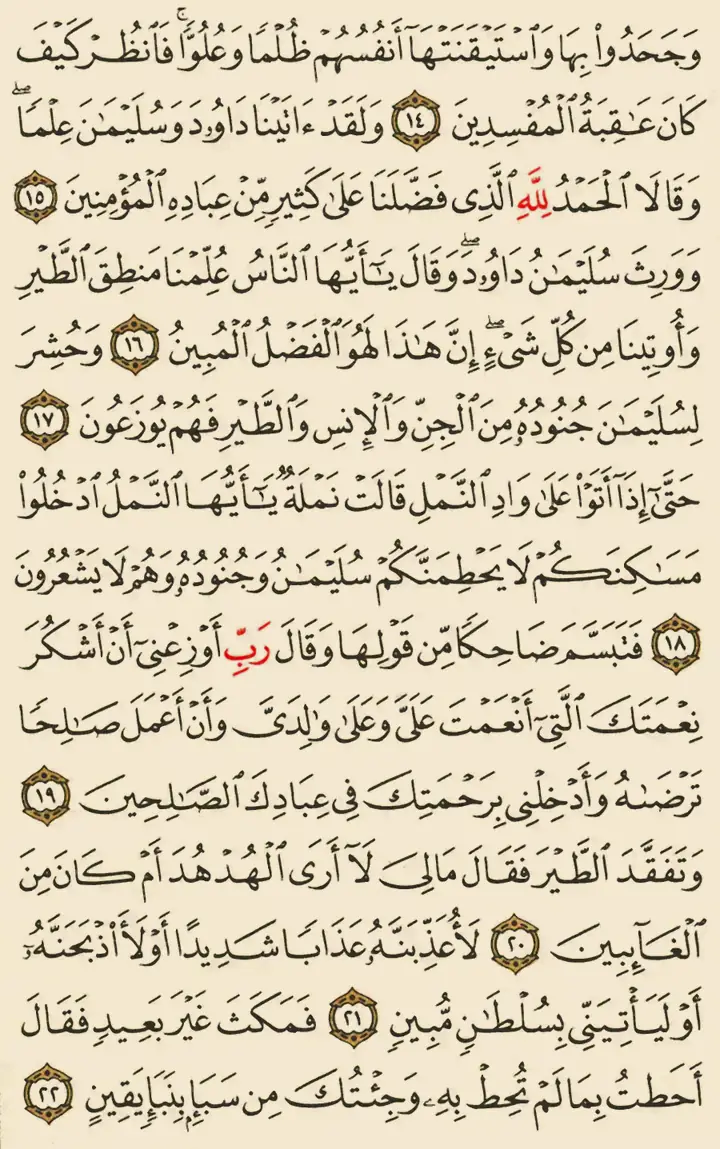 وَجَحَدُوا۟ بِهَا وَٱسْتَيْقَنَتْهَآ أَنفُسُهُمْ ظُلْمًا وَعُلُوًّا ۚ فَٱنظُرْ كَيْفَ
كَانَ عَـٰقِبَةُ ٱلْمُفْسِدِينَ ١٤ وَلَقَدْ ءَاتَيْنَا دَاوُۥدَ وَسُلَيْمَـٰنَ عِلْمًا ۖ
وَقَالَا ٱلْحَمْدُ لِلَّهِ ٱلَّذِى فَضَّلَنَا عَلَىٰ كَثِيرٍ مِّنْ عِبَادِهِ ٱلْمُؤْمِنِينَ ١٥
وَوَرِثَ سُلَيْمَـٰنُ دَاوُۥدَ ۖ وَقَالَ يَـٰٓأَيُّهَا ٱلنَّاسُ عُلِّمْنَا مَنطِقَ ٱلطَّيْرِ
وَأُوتِينَا مِن كُلِّ شَىْءٍ ۖ إِنَّ هَـٰذَا لَهُوَ ٱلْفَضْلُ ٱلْمُبِينُ ١٦ وَحُشِرَ
لِسُلَيْمَـٰنَ جُنُودُهُۥ مِنَ ٱلْجِنِّ وَٱلْإِنسِ وَٱلطَّيْرِ فَهُمْ يُوزَعُونَ ١٧
حَتَّىٰٓ إِذَآ أَتَوْا۟ عَلَىٰ وَادِ ٱلنَّمْلِ قَالَتْ نَمْلَةٌ يَـٰٓأَيُّهَا ٱلنَّمْلُ ٱدْخُلُوا۟
مَسَـٰكِنَكُمْ لَا يَحْطِمَنَّكُمْ سُلَيْمَـٰنُ وَجُنُودُهُۥ وَهُمْ لَا يَشْعُرُونَ
١٨ فَتَبَسَّمَ ضَاحِكًا مِّن قَوْلِهَا وَقَالَ رَبِّ أَوْزِعْنِىٓ أَنْ أَشْكُرَ
نِعْمَتَكَ ٱلَّتِىٓ أَنْعَمْتَ عَلَىَّ وَعَلَىٰ وَٰلِدَىَّ وَأَنْ أَعْمَلَ صَـٰلِحًا
تَرْضَىٰهُ وَأَدْخِلْنِى بِرَحْمَتِكَ فِى عِبَادِكَ ٱلصَّـٰلِحِينَ ١٩
وَتَفَقَّدَ ٱلطَّيْرَ فَقَالَ مَالِىَ لَآ أَرَى ٱلْهُدْهُدَ أَمْ كَانَ مِنَ
ٱلْغَآئِبِينَ ٢٠ لَأُعَذِّبَنَّهُۥ عَذَابًا شَدِيدًا أَوْ لَأَا۟ذْبَحَنَّهُۥٓ
أَوْ لَيَأْتِيَنِّى بِسُلْطَـٰنٍ مُّبِينٍ ٢١ فَمَكَثَ غَيْرَ بَعِيدٍ فَقَالَ
أَحَطتُ بِمَا لَمْ تُحِطْ بِهِۦ وَجِئْتُكَ مِن سَبَإٍۭ بِنَبَإٍ يَقِينٍ ٢٢